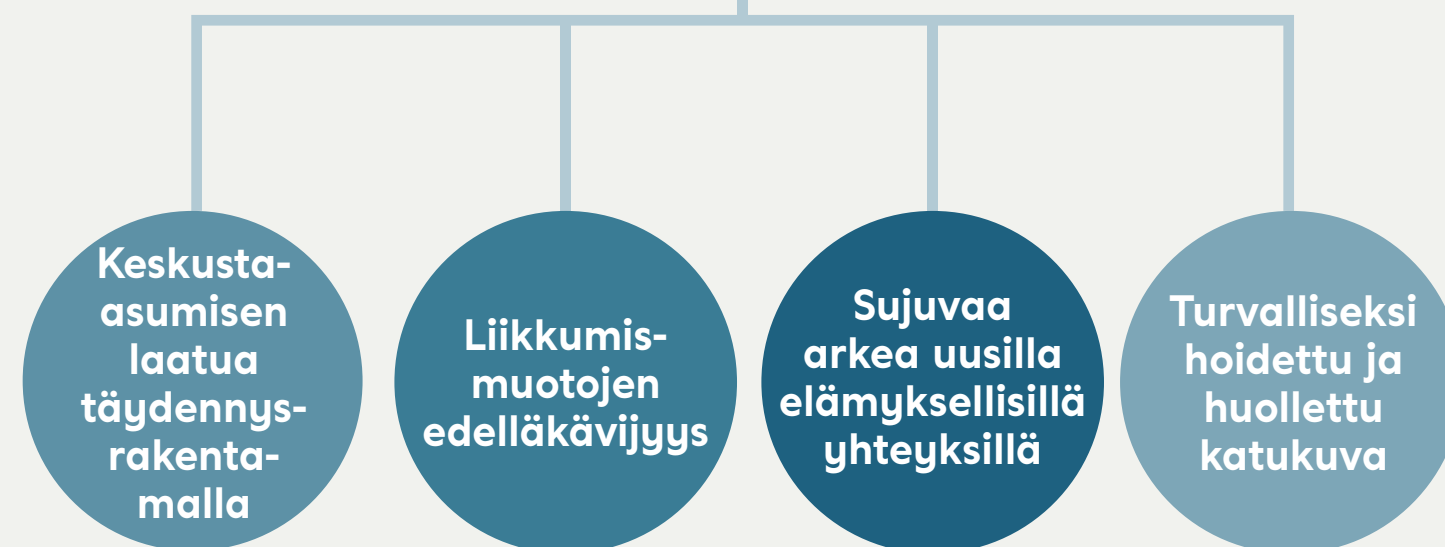 Keskusta-
asumisen
laatua
täydennys-
rakenta-
malla
Liikkumis-
muotojen
edelläkävijyys
Sujuvaa
arkea uusilla
elämyksellisillä
yhteyksillä
Turvalliseksi
hoidettu ja
huollettu
katukuva